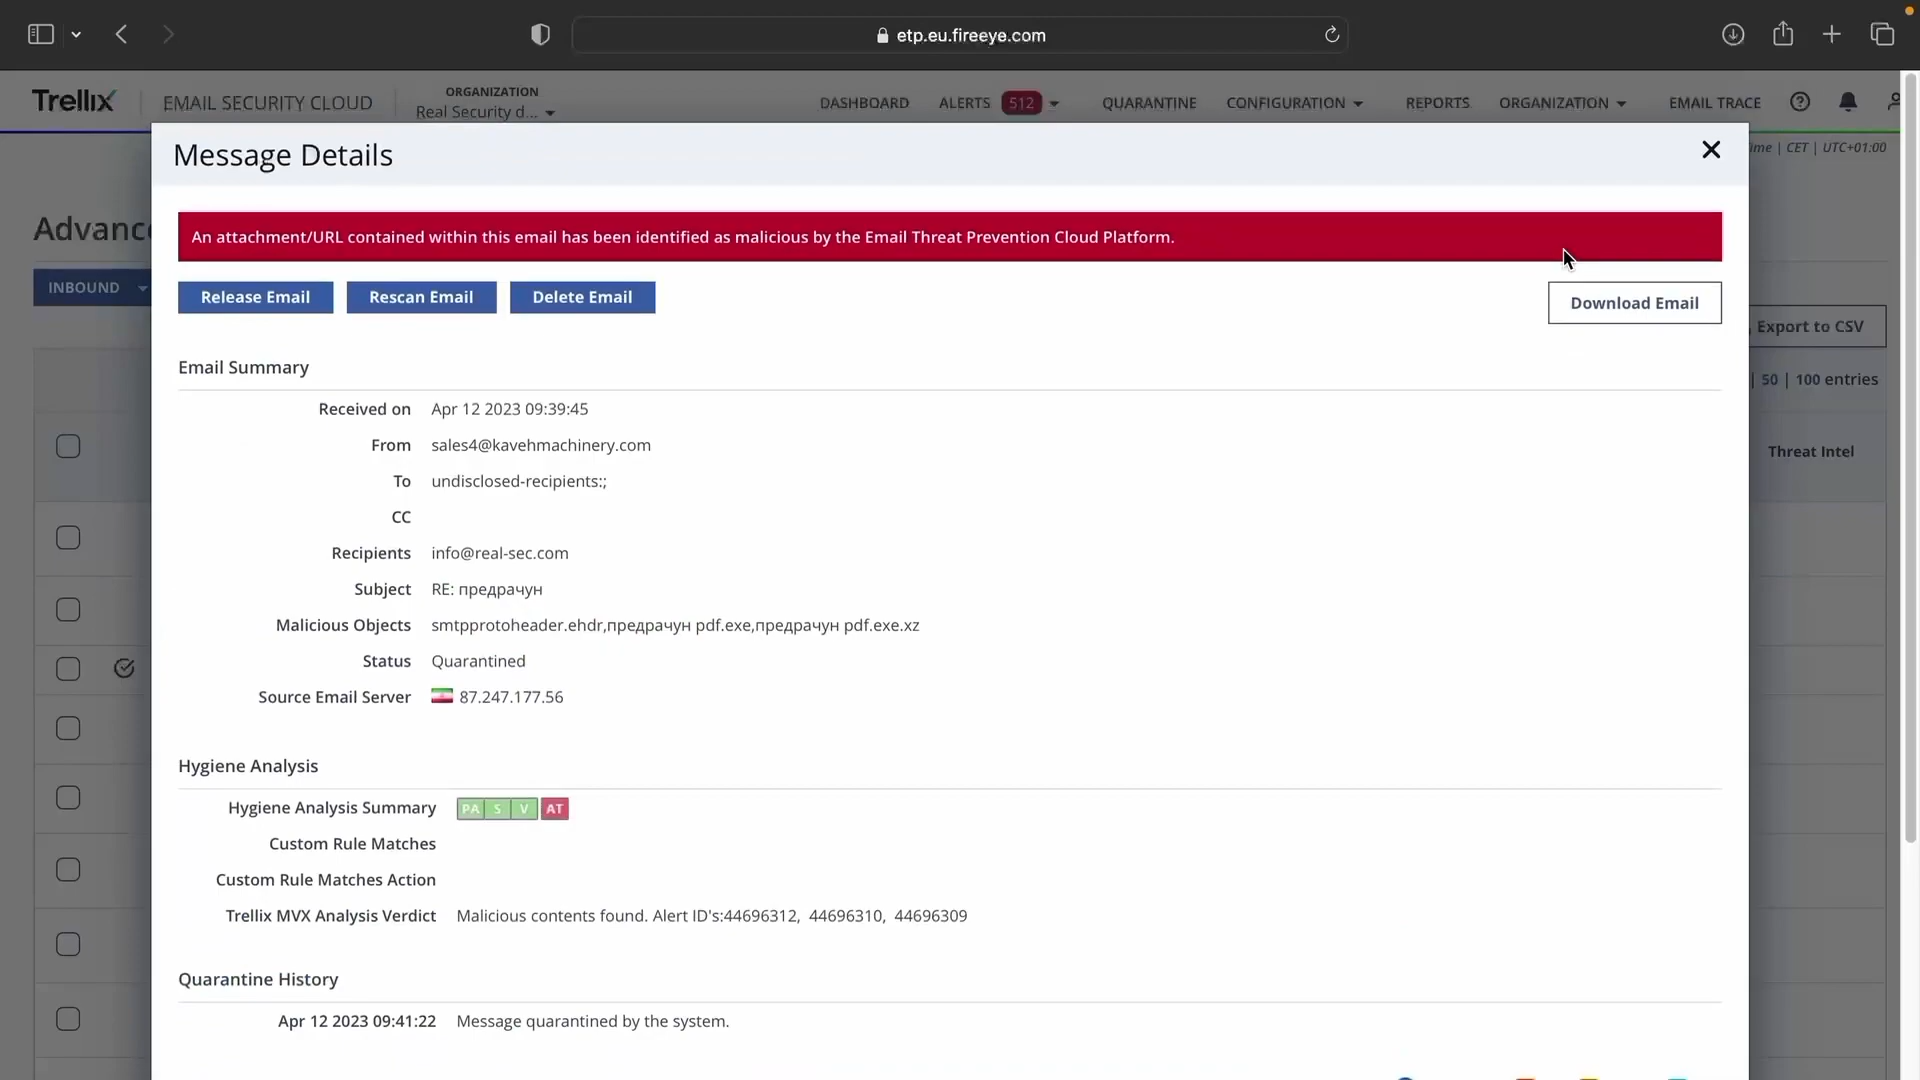 etp.eu.fireeye.com
Trellix
EMAIL SECURITY CLOUD
ORGANIZATION
Real Security d...
DASHBOARD
ALERTS 512
QUARANTINE
CONFIGURATION
REPORTS
ORGANIZATION
EMAIL TRACE
Message Details
ime | CET | UTC+01:00
Advanc
An attachment/URL contained within this email has been identified as malicious by the Email Threat Prevention Cloud Platform.
INBOUND
Release Email
Rescan Email
Delete Email
Download Email
Export to CSV
Email Summary
| 50 | 100 entries
Received on Apr 12 2023 09:39:45
From sales4@kavehmachinery.com
Threat Intel
To undisclosed-recipients:;
CC
Recipients info@real-sec.com
Subject RE: предрачун
Malicious Objects smtpprotoheader.ehdr,предрачун pdf.exe,предрачун pdf.exe.xz
Status Quarantined
Source Email Server 87.247.177.56
Hygiene Analysis
Hygiene Analysis Summary PA S V AT
Custom Rule Matches
Custom Rule Matches Action
Trellix MVX Analysis Verdict Malicious contents found. Alert ID's:44696312, 44696310, 44696309
Quarantine History
Apr 12 2023 09:41:22 Message quarantined by the system.